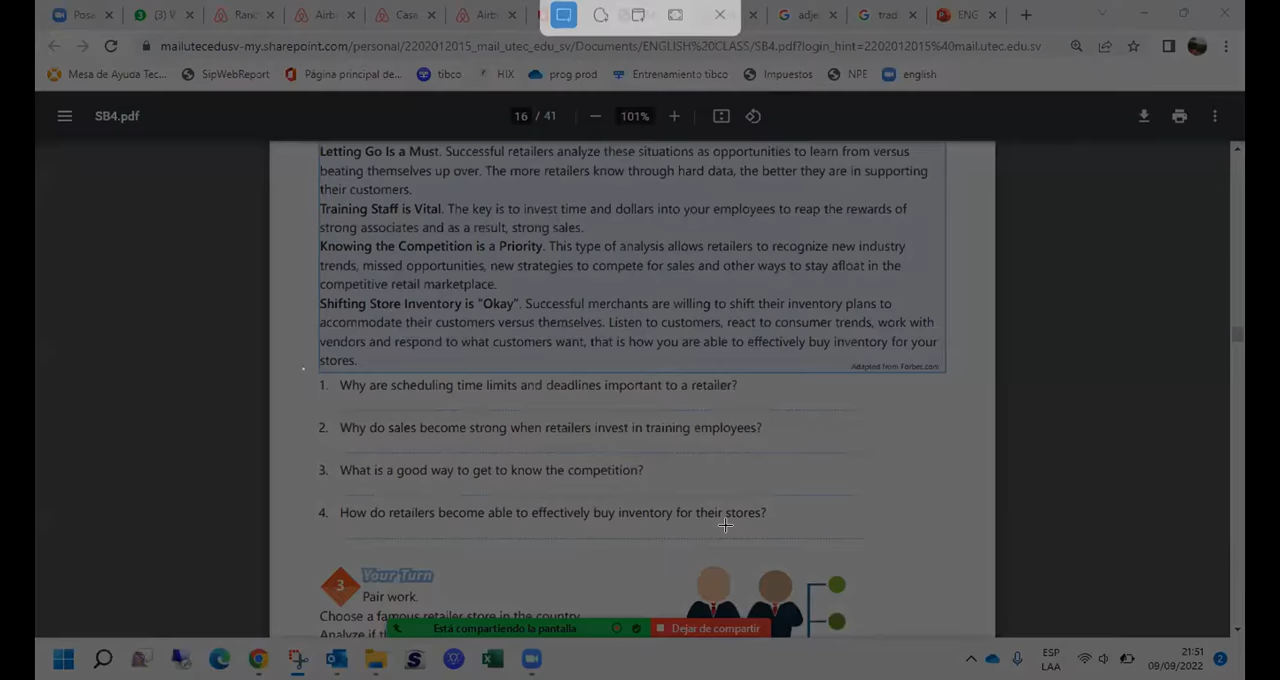 Posa
(3) V
Ranc
Airb
Casa
Airb
adje
trad
ENG
mailutecedusv-my.sharepoint.com/personal/2202012015_mail_utec_edu_sv/Documents/ENGLISH%20CLASS/SB4.pdf?login_hint=2202012015%40mail.utec.edu.sv
Mesa de Ayuda Tec...
SipWebReport
Página principal de...
tibco
HIX
prog prod
Entrenamiento tibco
Impuestos
NPE
english
SB4.pdf
16 / 41
101%
Letting Go Is a Must. Successful retailers analyze these situations as opportunities to learn from versus
beating themselves up over. The more retailers know through hard data, the better they are in supporting
their customers.
Training Staff is Vital. The key is to invest time and dollars into your employees to reap the rewards of
strong associates and as a result, strong sales.
Knowing the Competition is a Priority. This type of analysis allows retailers to recognize new industry
trends, missed opportunities, new strategies to compete for sales and other ways to stay afloat in the
competitive retail marketplace.
Shifting Store Inventory is "Okay". Successful merchants are willing to shift their inventory plans to
accommodate their customers versus themselves. Listen to customers, react to consumer trends, work with
vendors and respond to what customers want, that is how you are able to effectively buy inventory for your
stores.
Adapted from Forbes.com
1. Why are scheduling time limits and deadlines important to a retailer?
2. Why do sales become strong when retailers invest in training employees?
3. What is a good way to get to know the competition?
4. How do retailers become able to effectively buy inventory for their stores?
3
Your Turn
Pair work.
Choose a famous retailer store in the country.
Analyze if t
Está compartiendo la pantalla
Dejar de compartir
ESP
LAA
21:51
09/09/2022
2